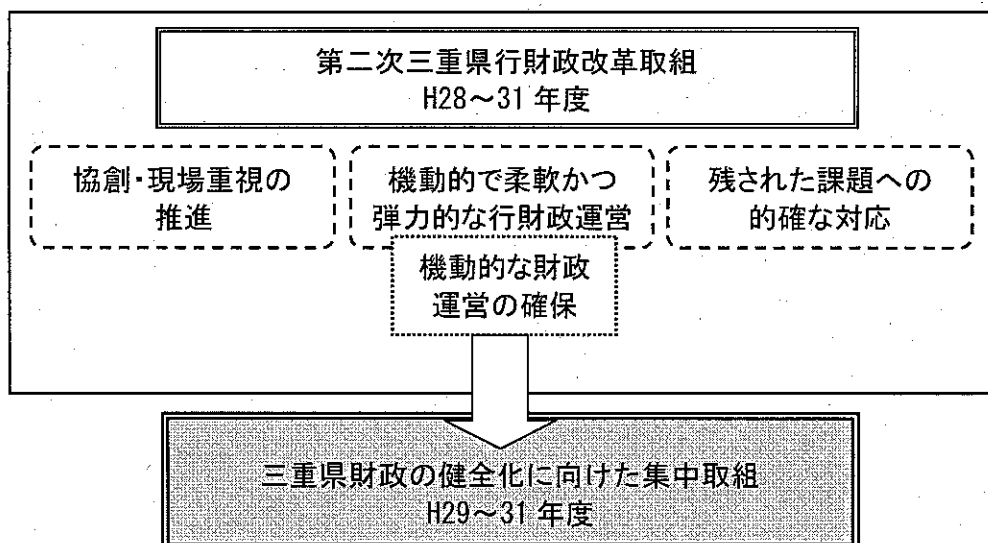 第二次三重県行財政改革取組
H28～31 年度
協創・現場重視の
推進
機動的で柔軟かつ
弾力的な行財政運営
残された課題への
的確な対応
機動的な財政
運営の確保
三重県財政の健全化に向けた集中取組
H29～31 年度